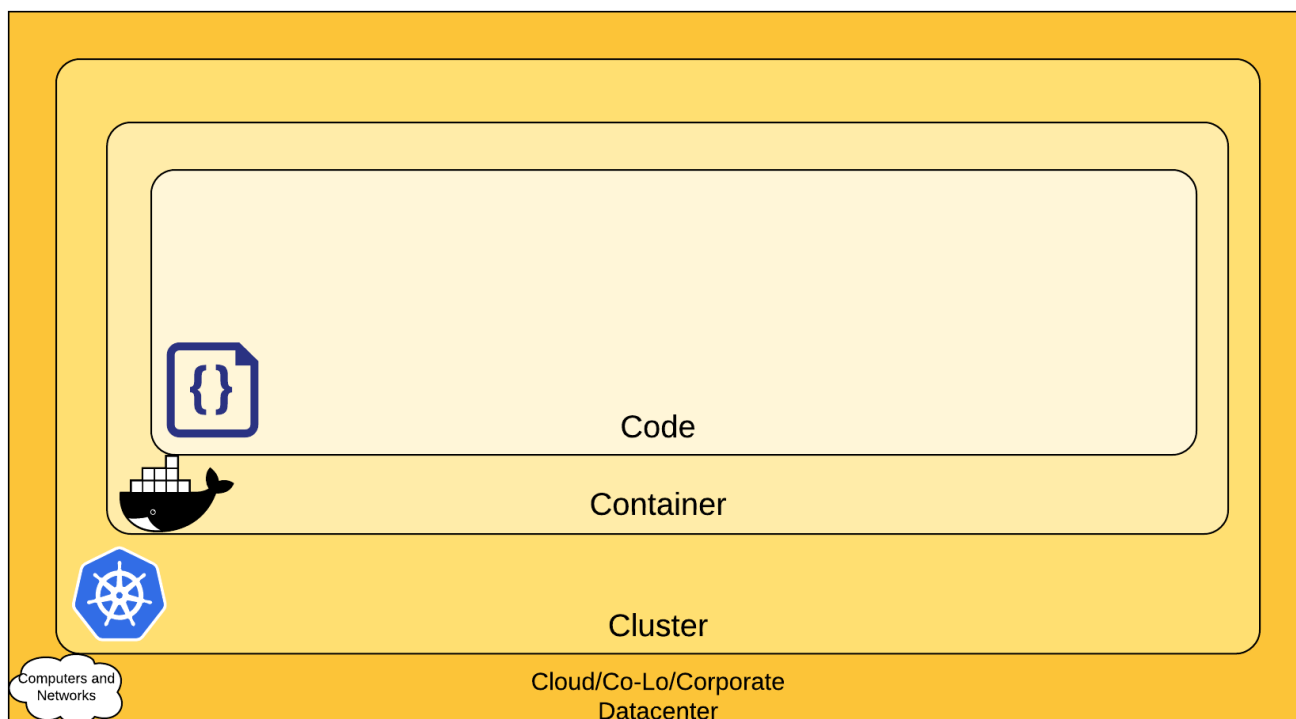 {}
Code
Container
Cluster
Computers and
Networks
Cloud/Co-Lo/Corporate
Datacenter